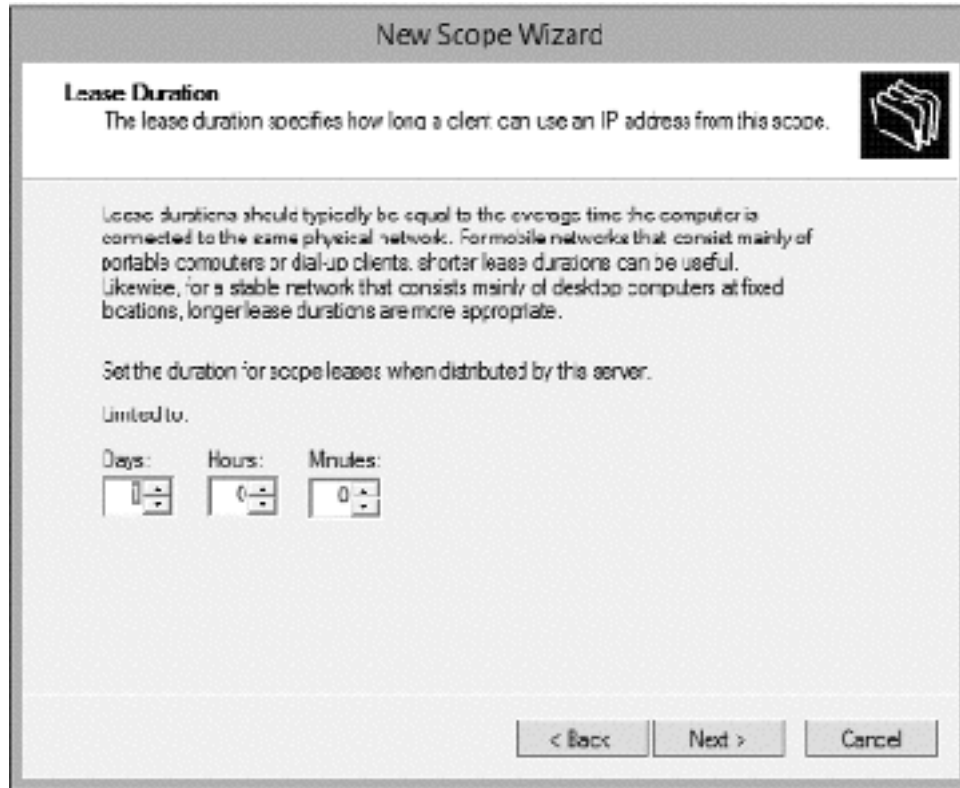 New Scope Wizard
Lease Duration
The lease duration specifies how long a client can use an IP address from this scope.
Lease durations should typically be equal to the average time the computer is
connected to the same physical network. For mobile networks that consist mainly of
portable computers or dial-up clients, shorter lease durations can be useful.
Likewise, for a stable network that consists mainly of desktop computers at fixed
locations, longer lease durations are more appropriate.
Set the duration for scope leases when distributed by this server.
Limited to:
Days: Hours: Minutes:
0 0
< Back Next > Cancel